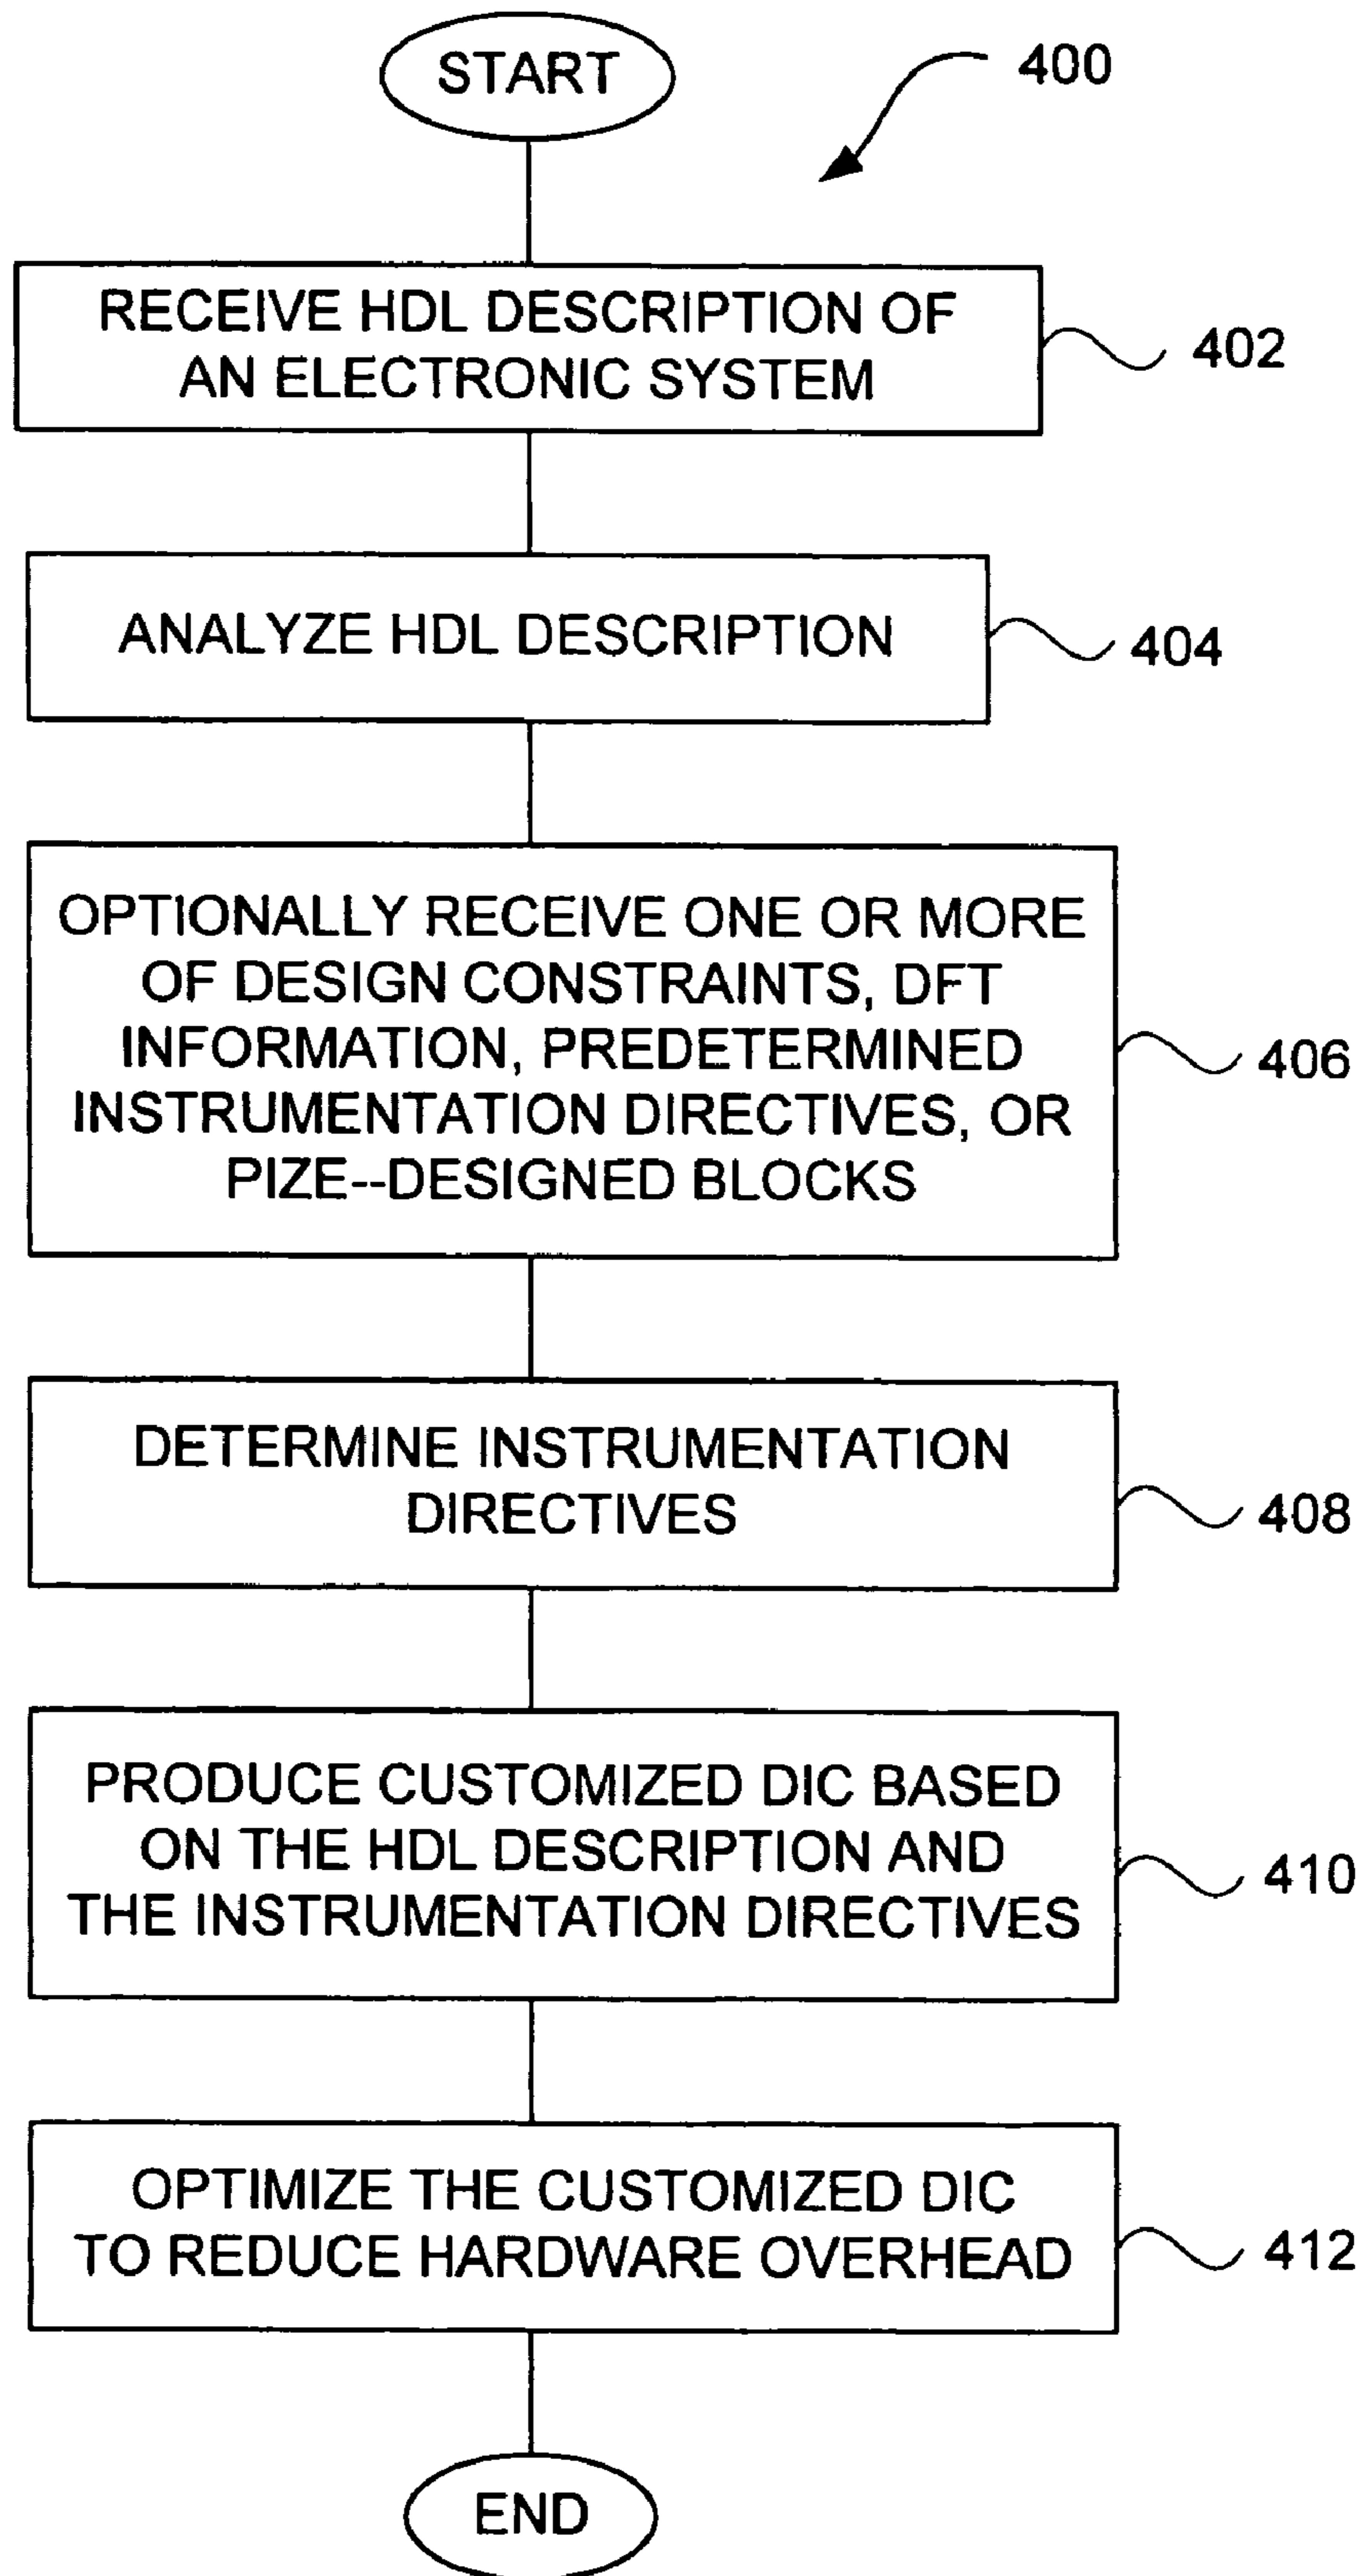 START
400
RECEIVE HDL DESCRIPTION OF
AN ELECTRONIC SYSTEM
402
ANALYZE HDL DESCRIPTION
404
OPTIONALLY RECEIVE ONE OR MORE
OF DESIGN CONSTRAINTS, DFT
INFORMATION, PREDETERMINED
INSTRUMENTATION DIRECTIVES, OR
PIZE--DESIGNED BLOCKS
406
DETERMINE INSTRUMENTATION
DIRECTIVES
408
PRODUCE CUSTOMIZED DIC BASED
ON THE HDL DESCRIPTION AND
THE INSTRUMENTATION DIRECTIVES
410
OPTIMIZE THE CUSTOMIZED DIC
TO REDUCE HARDWARE OVERHEAD
412
END